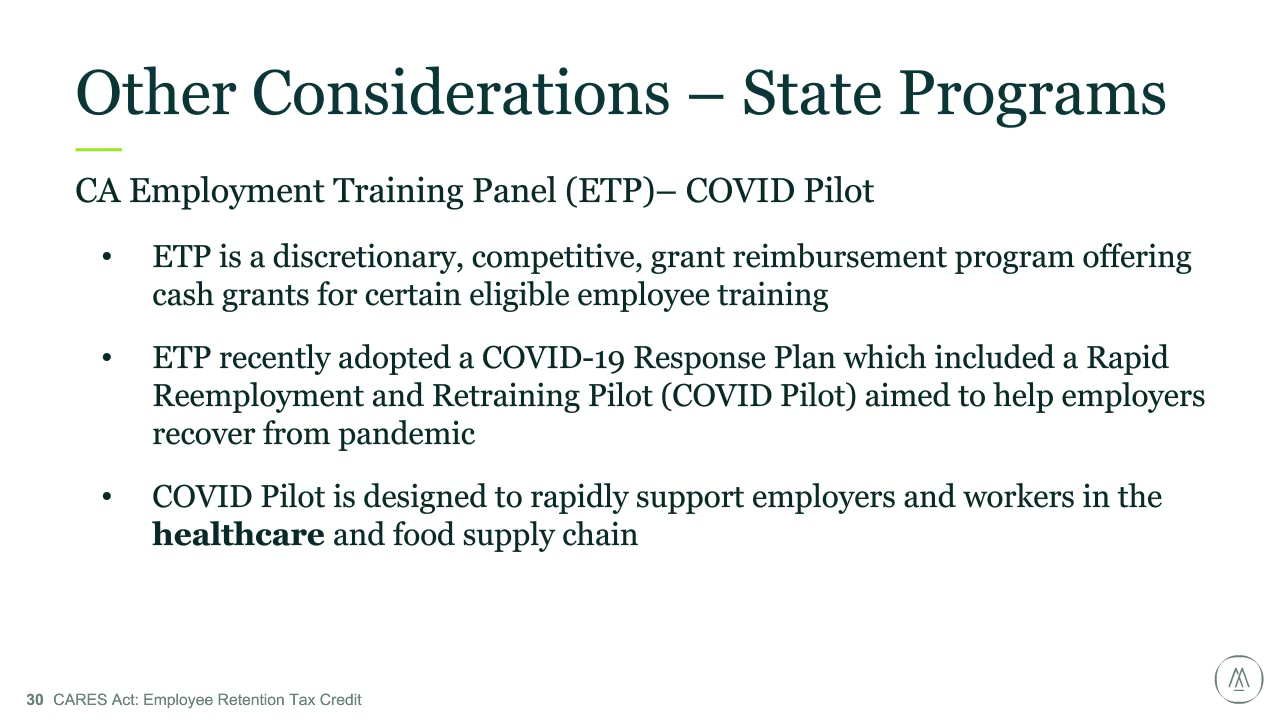 Other Considerations – State Programs
CA Employment Training Panel (ETP)– COVID Pilot
• ETP is a discretionary, competitive, grant reimbursement program offering
cash grants for certain eligible employee training
• ETP recently adopted a COVID-19 Response Plan which included a Rapid
Reemployment and Retraining Pilot (COVID Pilot) aimed to help employers
recover from pandemic
• COVID Pilot is designed to rapidly support employers and workers in the
healthcare and food supply chain
30 CARES Act: Employee Retention Tax Credit